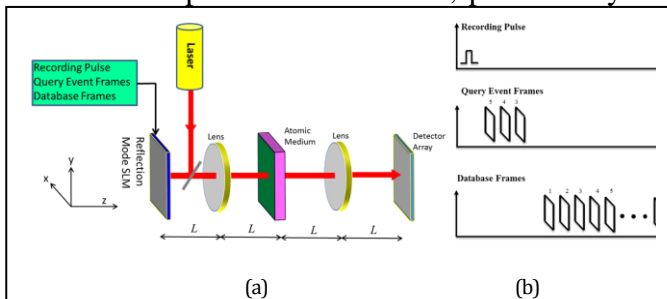 Recording Pulse
Query Event Frames
Database Frames
Laser
Reflection
Mode SLM
Lens
Atomic
Medium
Lens
Detector
Array
x
y
z
L
L
L
L
(a)
Recording Pulse
Query Event Frames
5 4 3
Database Frames
1 2 3 4 5
(b)